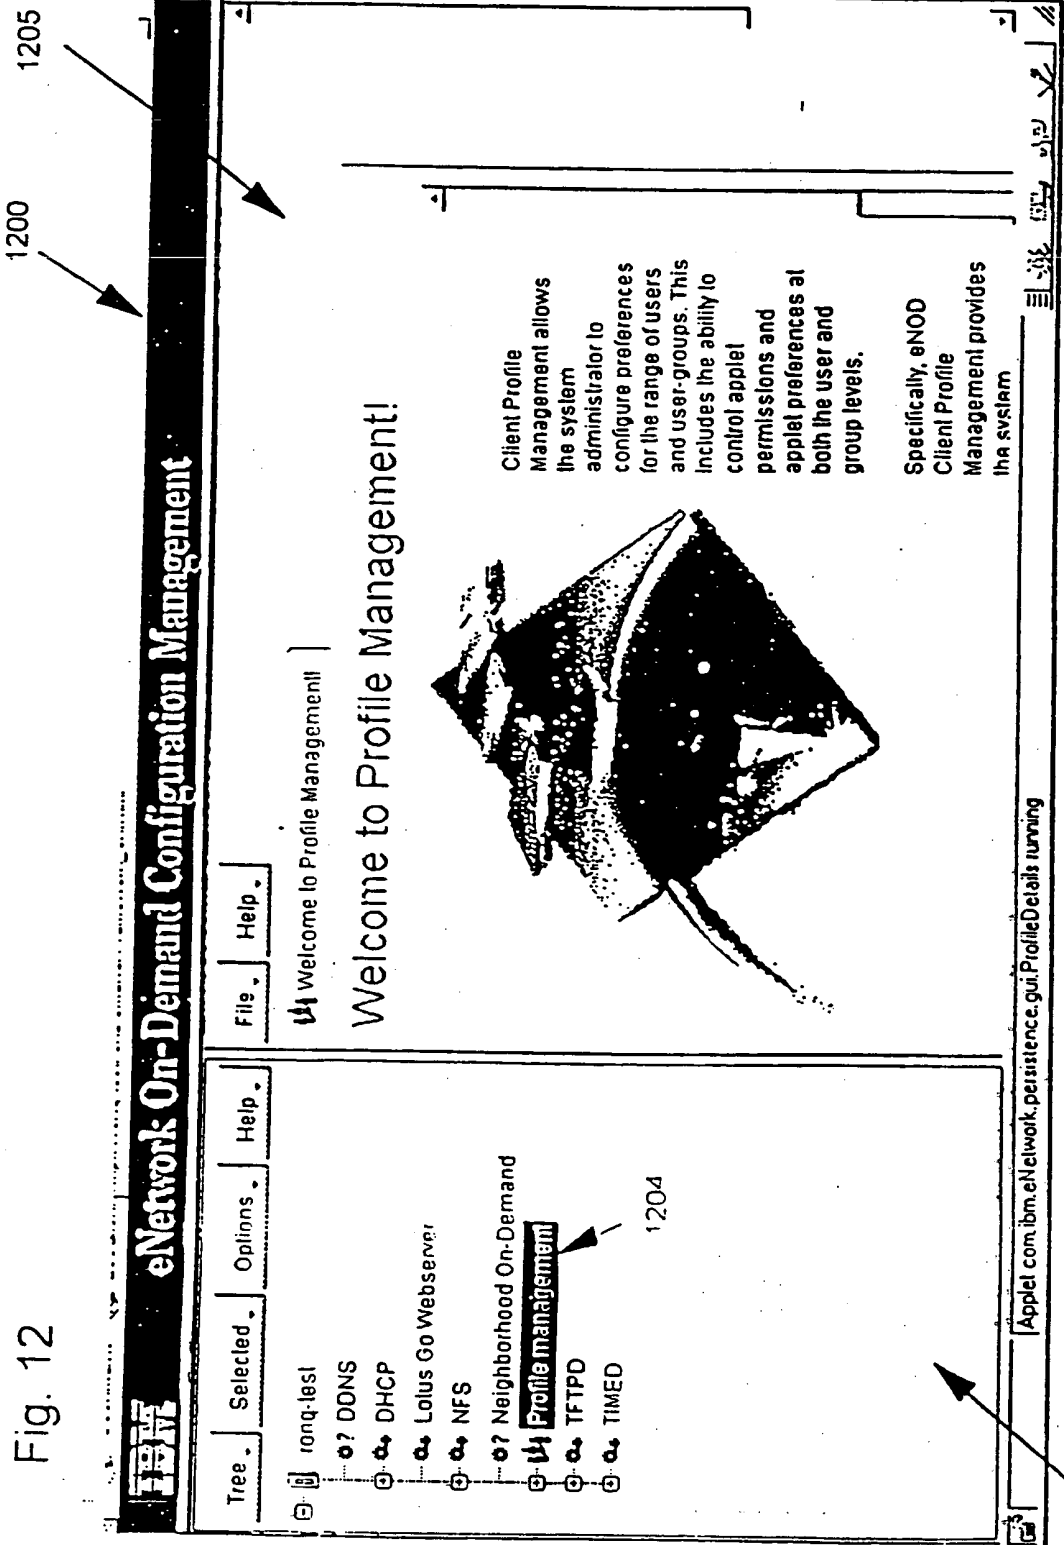 Fig. 12
1200
1205
IBM
eNetwork On-Demand Configuration Management
Tree
Selected
Options
Help
File
Help
DDNS
DHCP
Lotus Go Webserver
NFS
Neighborhood On-Demand
Profile management
TFTPD
TIMED
1204
Welcome to Profile Management!!
Welcome to Profile Management!
Client Profile
Management allows
the system
administrator to
configure preferences
for the range of users
and user-groups. This
includes the ability to
control applet
permissions and
applet preferences at
both the user and
group levels.
Specifically, eNOD
Client Profile
Management provides
the system
Applet com.ibm.eNetwork.persistence.gui.ProfileDetails running